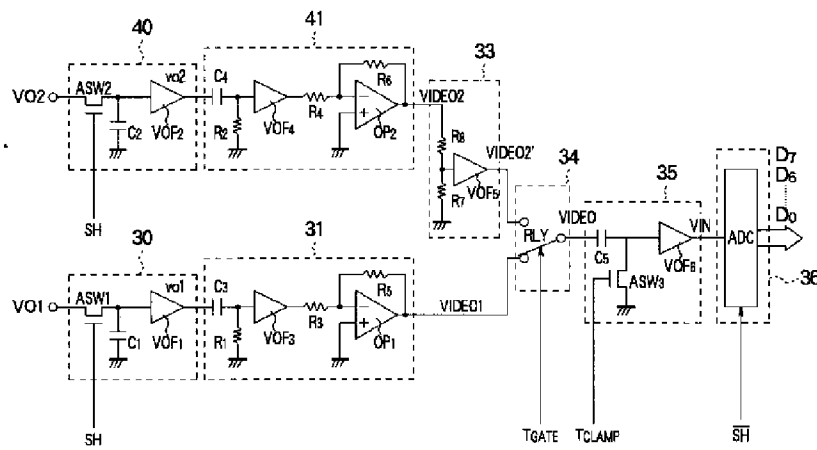 40
41
33
34
35
36
VO2
ASW2
C2
vo2
VOF2
SH
C4
R2
VOF4
R4
R6
OP2
VIDEO2
R8
R7
VOF5
VIDEO2'
RLY
VIDEO
C5
ASW3
VOF6
VIN
ADC
D7
D6
D0
30
31
VO1
ASW1
C1
vo1
VOF1
SH
C3
R1
VOF3
R3
R5
OP1
VIDEO1
TGATE
TCLAMP
SH